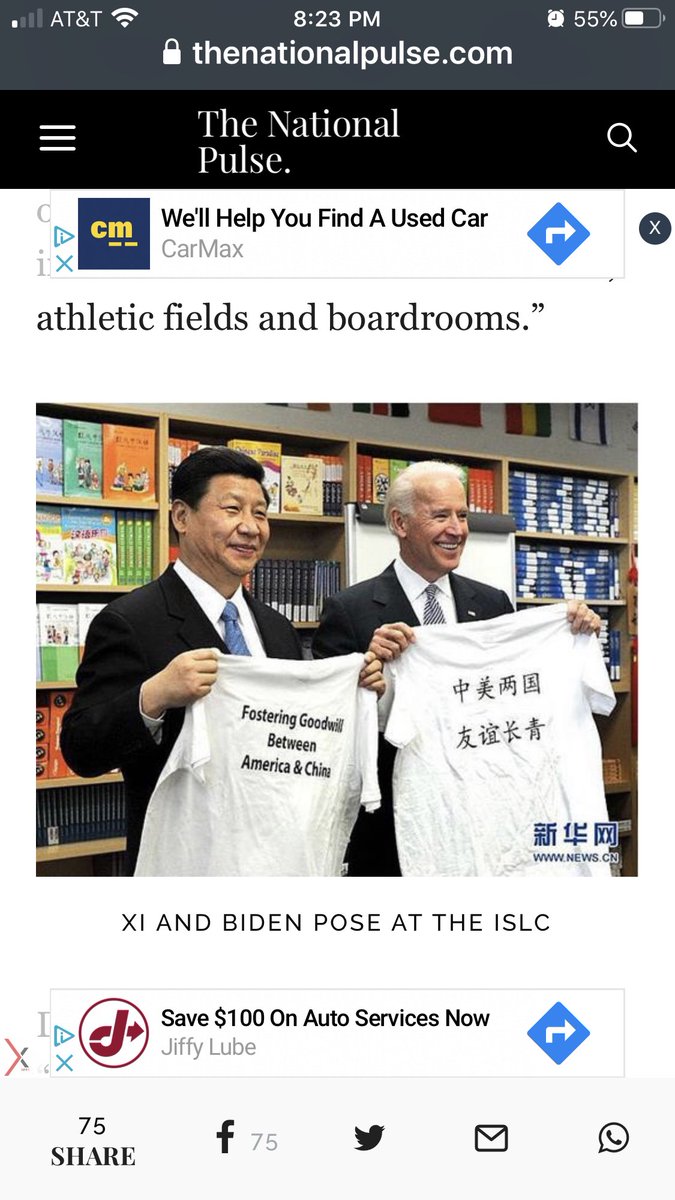 AT&T
8:23 PM
55%
thenationalpulse.com
The National
Pulse.
cm
We'll Help You Find A Used Car
CarMax
X
athletic fields and boardrooms.”
Fostering Goodwill
Between
America & China
中美两国
友谊长青
新华网
WWW.NEWS.CN
XI AND BIDEN POSE AT THE ISLC
Save $100 On Auto Services Now
Jiffy Lube
75
SHARE
75